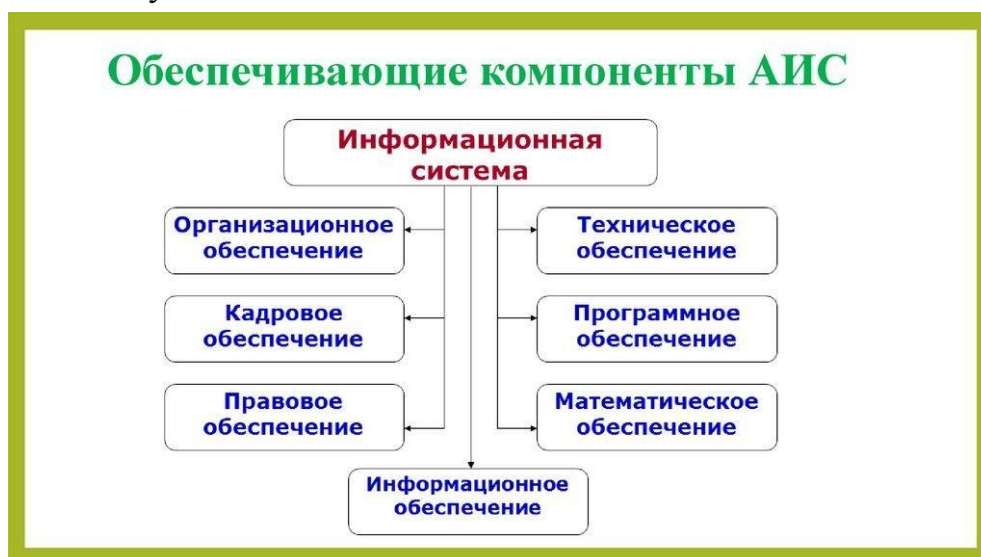 Обеспечивающие компоненты АИС
Информационная
система
Организационное
обеспечение
Техническое
обеспечение
Кадровое
обеспечение
Программное
обеспечение
Правовое
обеспечение
Математическое
обеспечение
Информационное
обеспечение